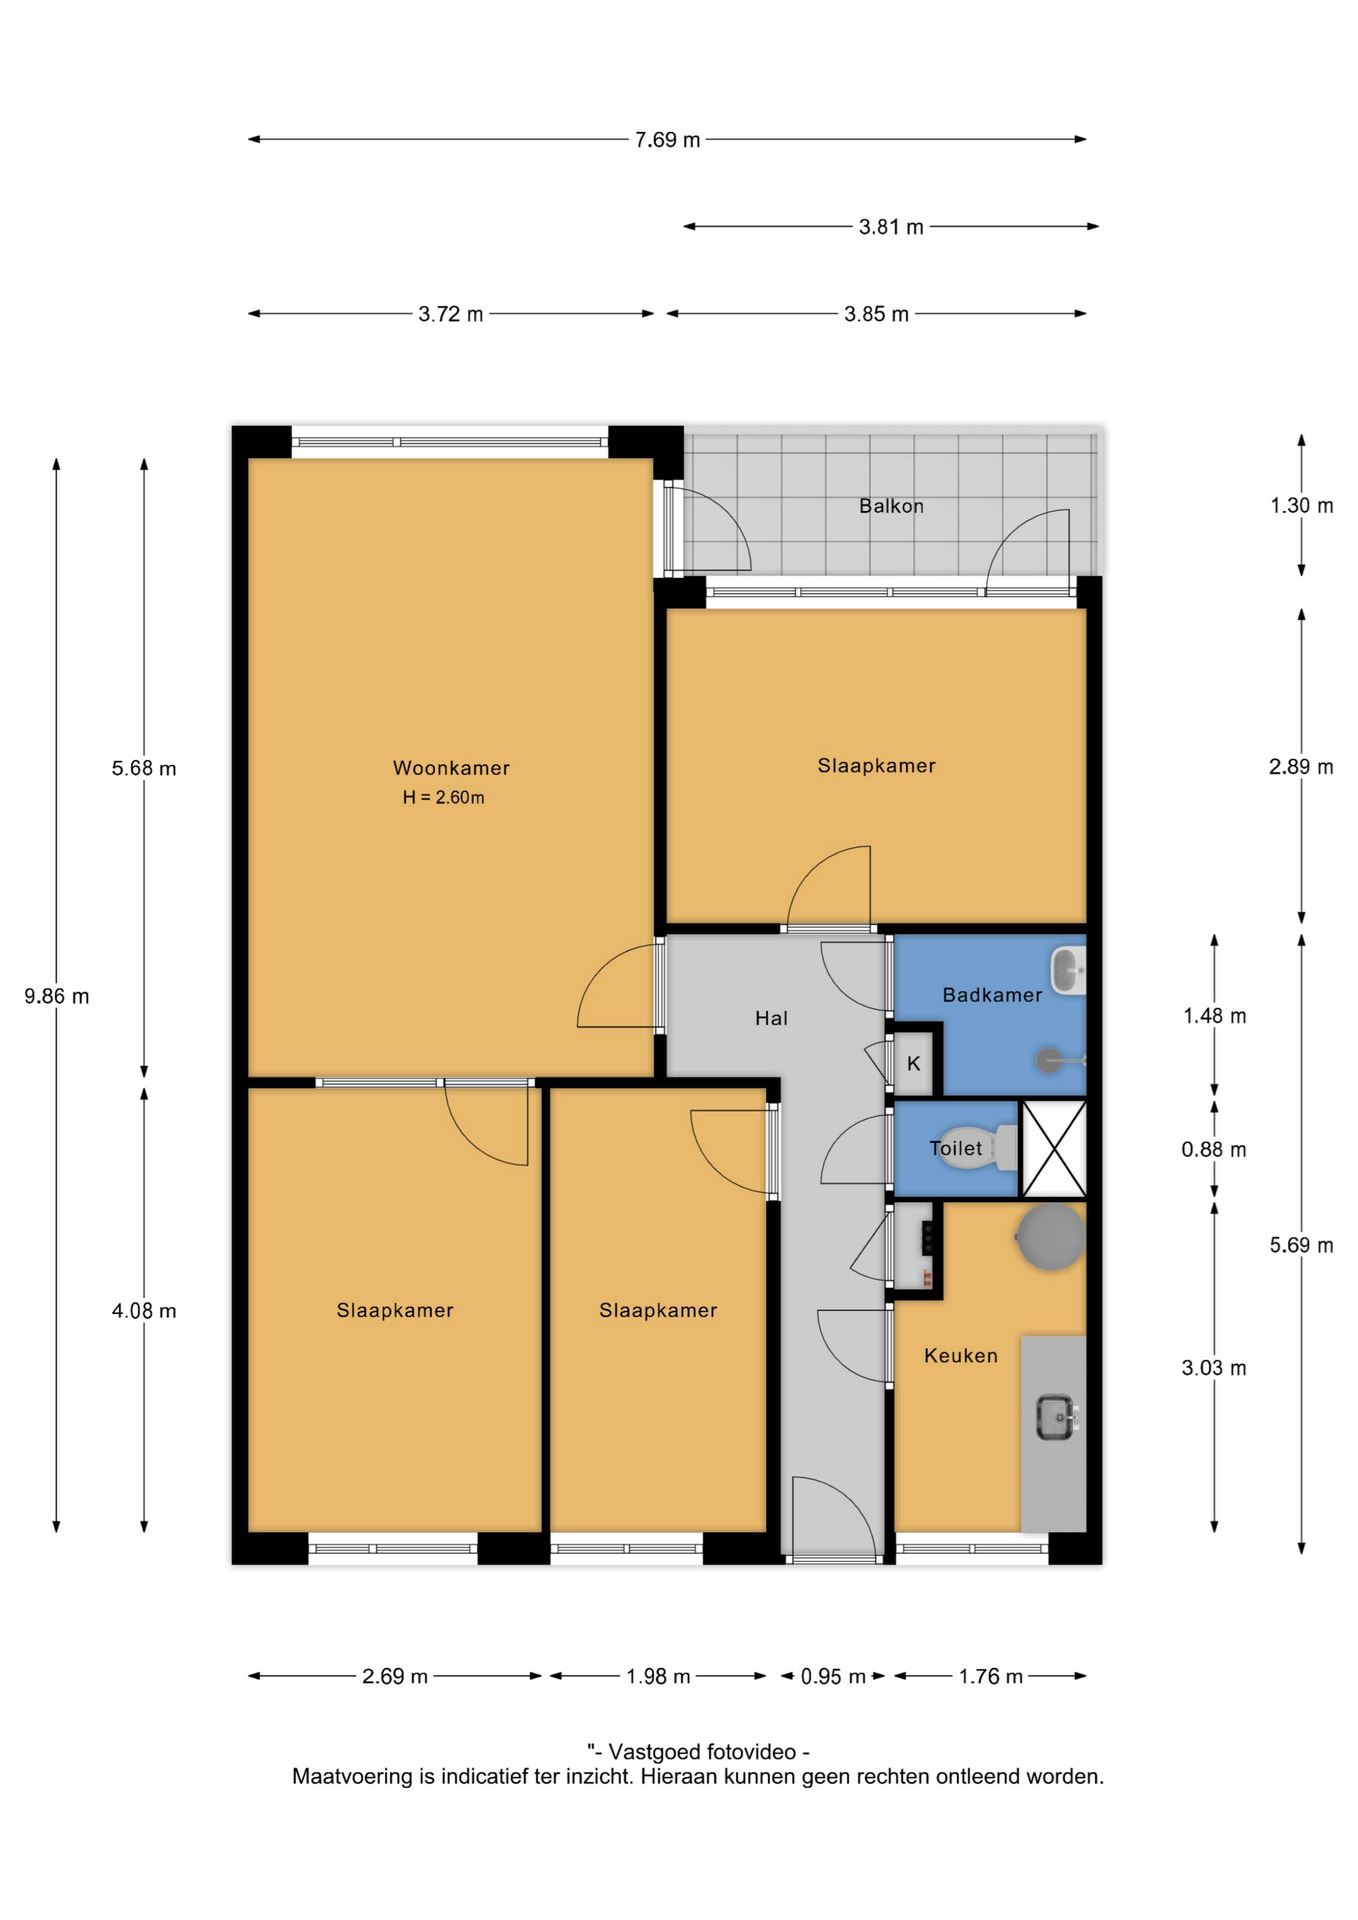 7.69 m
3.81 m
3.72 m
3.85 m
Balkon
1.30 m
5.68 m
Woonkamer
H = 2.60m
Slaapkamer
2.89 m
9.86 m
Hal
Badkamer
1.48 m
K
Toilet
0.88 m
5.69 m
4.08 m
Slaapkamer
Slaapkamer
Keuken
3.03 m
2.69 m
1.98 m
0.95 m
1.76 m
"- Vastgoed fotovideo -
Maatvoering is indicatief ter inzicht. Hieraan kunnen geen rechten ontleend worden.